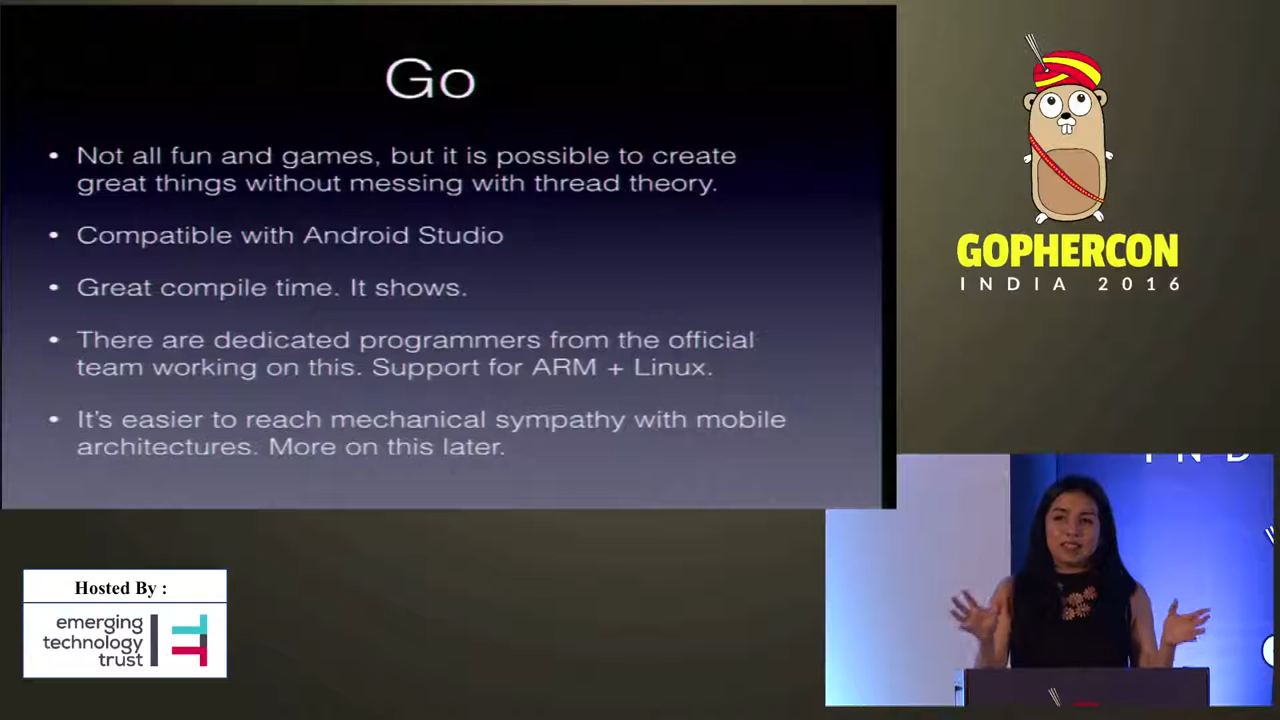 Go
• Not all fun and games, but it is possible to create
great things without messing with thread theory.
• Compatible with Android Studio
• Great compile time. It shows.
• There are dedicated programmers from the official
team working on this. Support for ARM + Linux.
• It's easier to reach mechanical sympathy with mobile
architectures. More on this later.
GOPHERCON
INDIA 2016
IND
Hosted By :
emerging
technology
trust